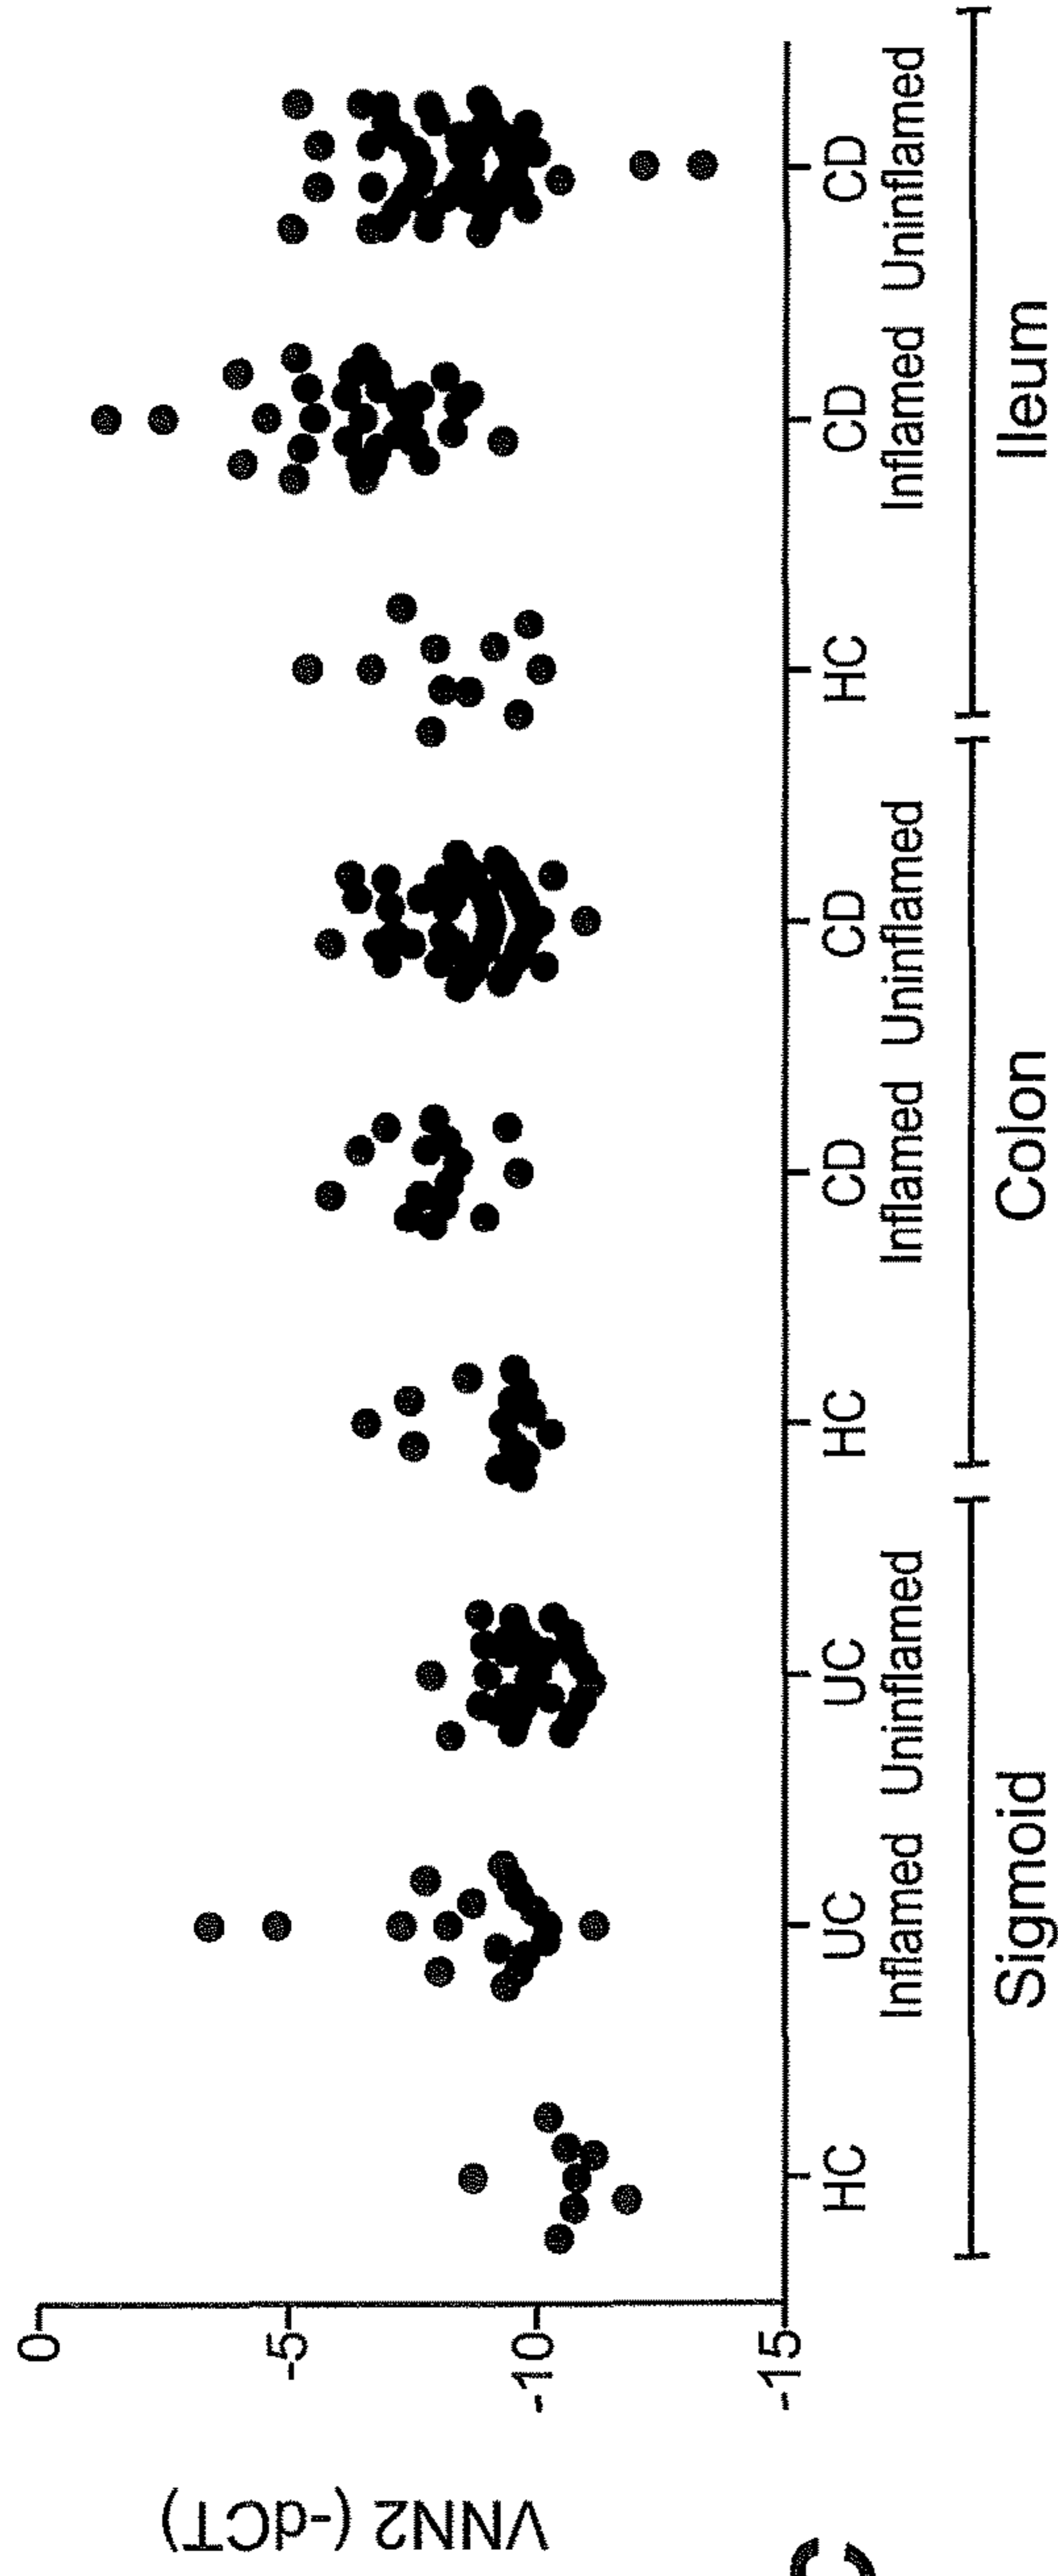 VNN2 (-dCT)
0
-5
-10
-15
HC
UC
Inflamed
UC
Uninflamed
HC
CD
Inflamed
CD
Uninflamed
HC
CD
Inflamed
CD
Uninflamed
Sigmoid
Colon
Ileum